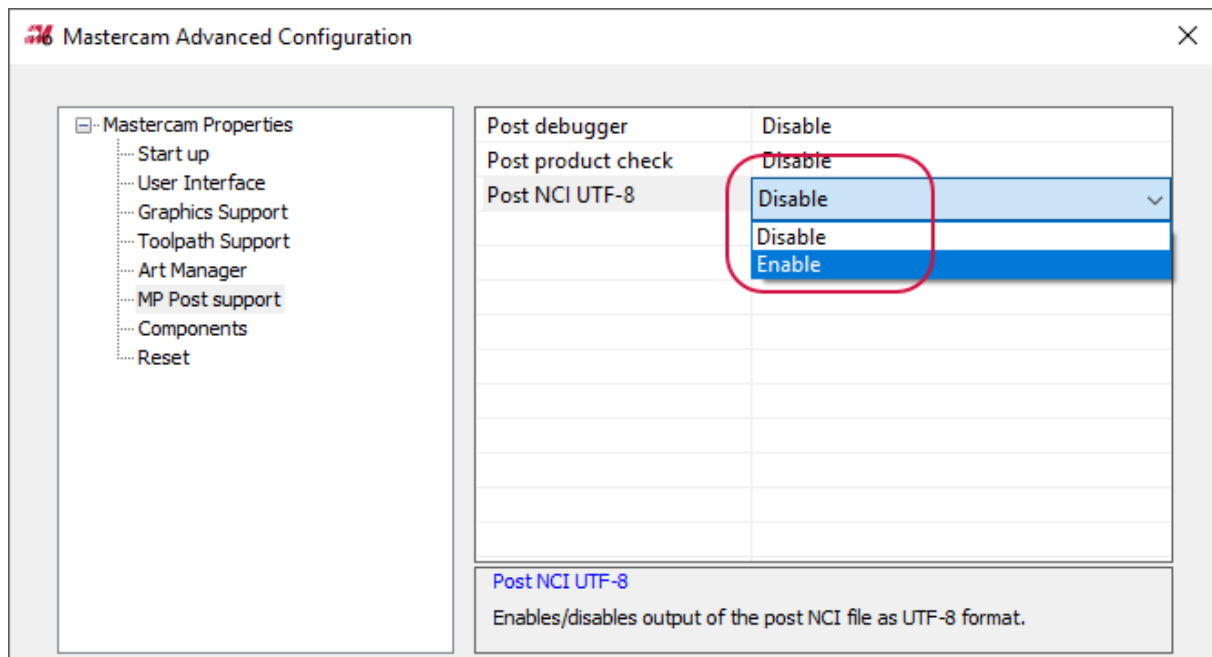 Mastercam Advanced Configuration
Mastercam Properties
Start up
User Interface
Graphics Support
Toolpath Support
Art Manager
MP Post support
Components
Reset
Post debugger Disable
Post product check Disable
Post NCI UTF-8 Disable
Disable
Enable
Post NCI UTF-8
Enables/disables output of the post NCI file as UTF-8 format.